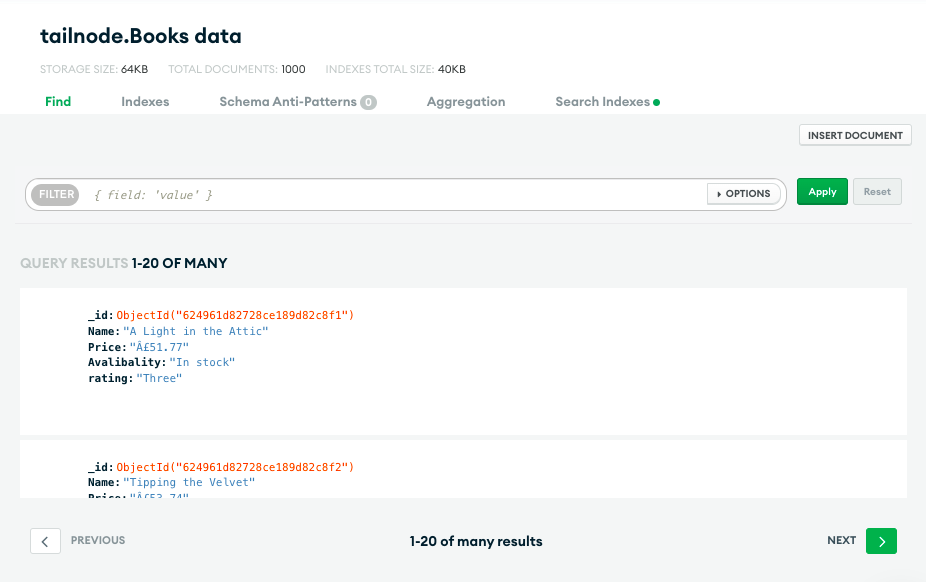 tailnode.Books data
STORAGE SIZE: 64KB TOTAL DOCUMENTS: 1000 INDEXES TOTAL SIZE: 40KB
Find Indexes Schema Anti-Patterns 0 Aggregation Search Indexes
INSERT DOCUMENT
FILTER { field: 'value' } OPTIONS Apply Reset
QUERY RESULTS 1-20 OF MANY
_id: ObjectId("624961d82728ce189d82c8f1")
Name: "A Light in the Attic"
Price: "Â£51.77"
Avalibality: "In stock"
rating: "Three"
_id: ObjectId("624961d82728ce189d82c8f2")
Name: "Tipping the Velvet"
Price: "Â£53.74"
PREVIOUS 1-20 of many results NEXT